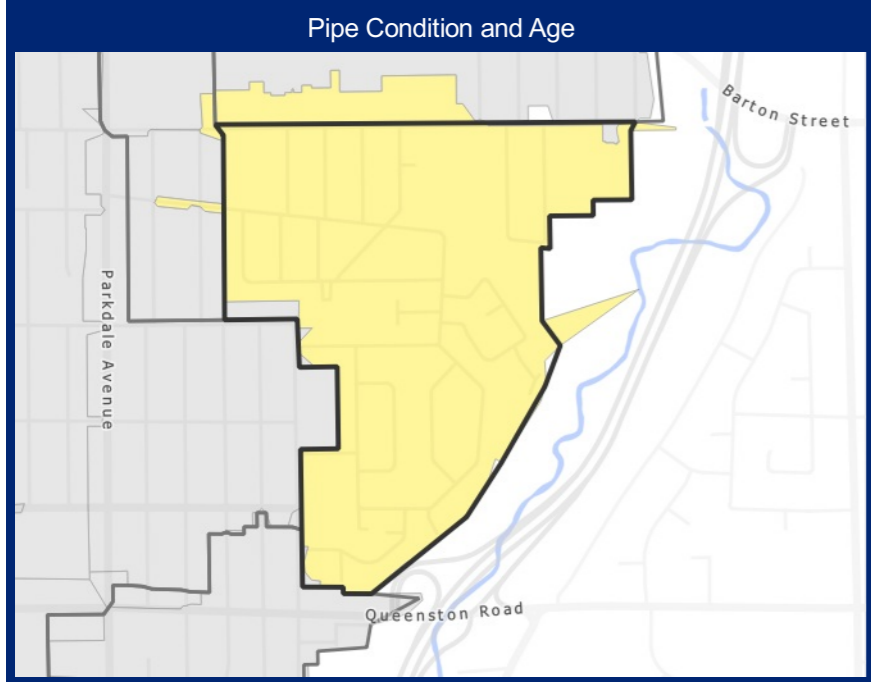 Pipe Condition and Age
Barton Street
Parkdale Avenue
Queenston Road